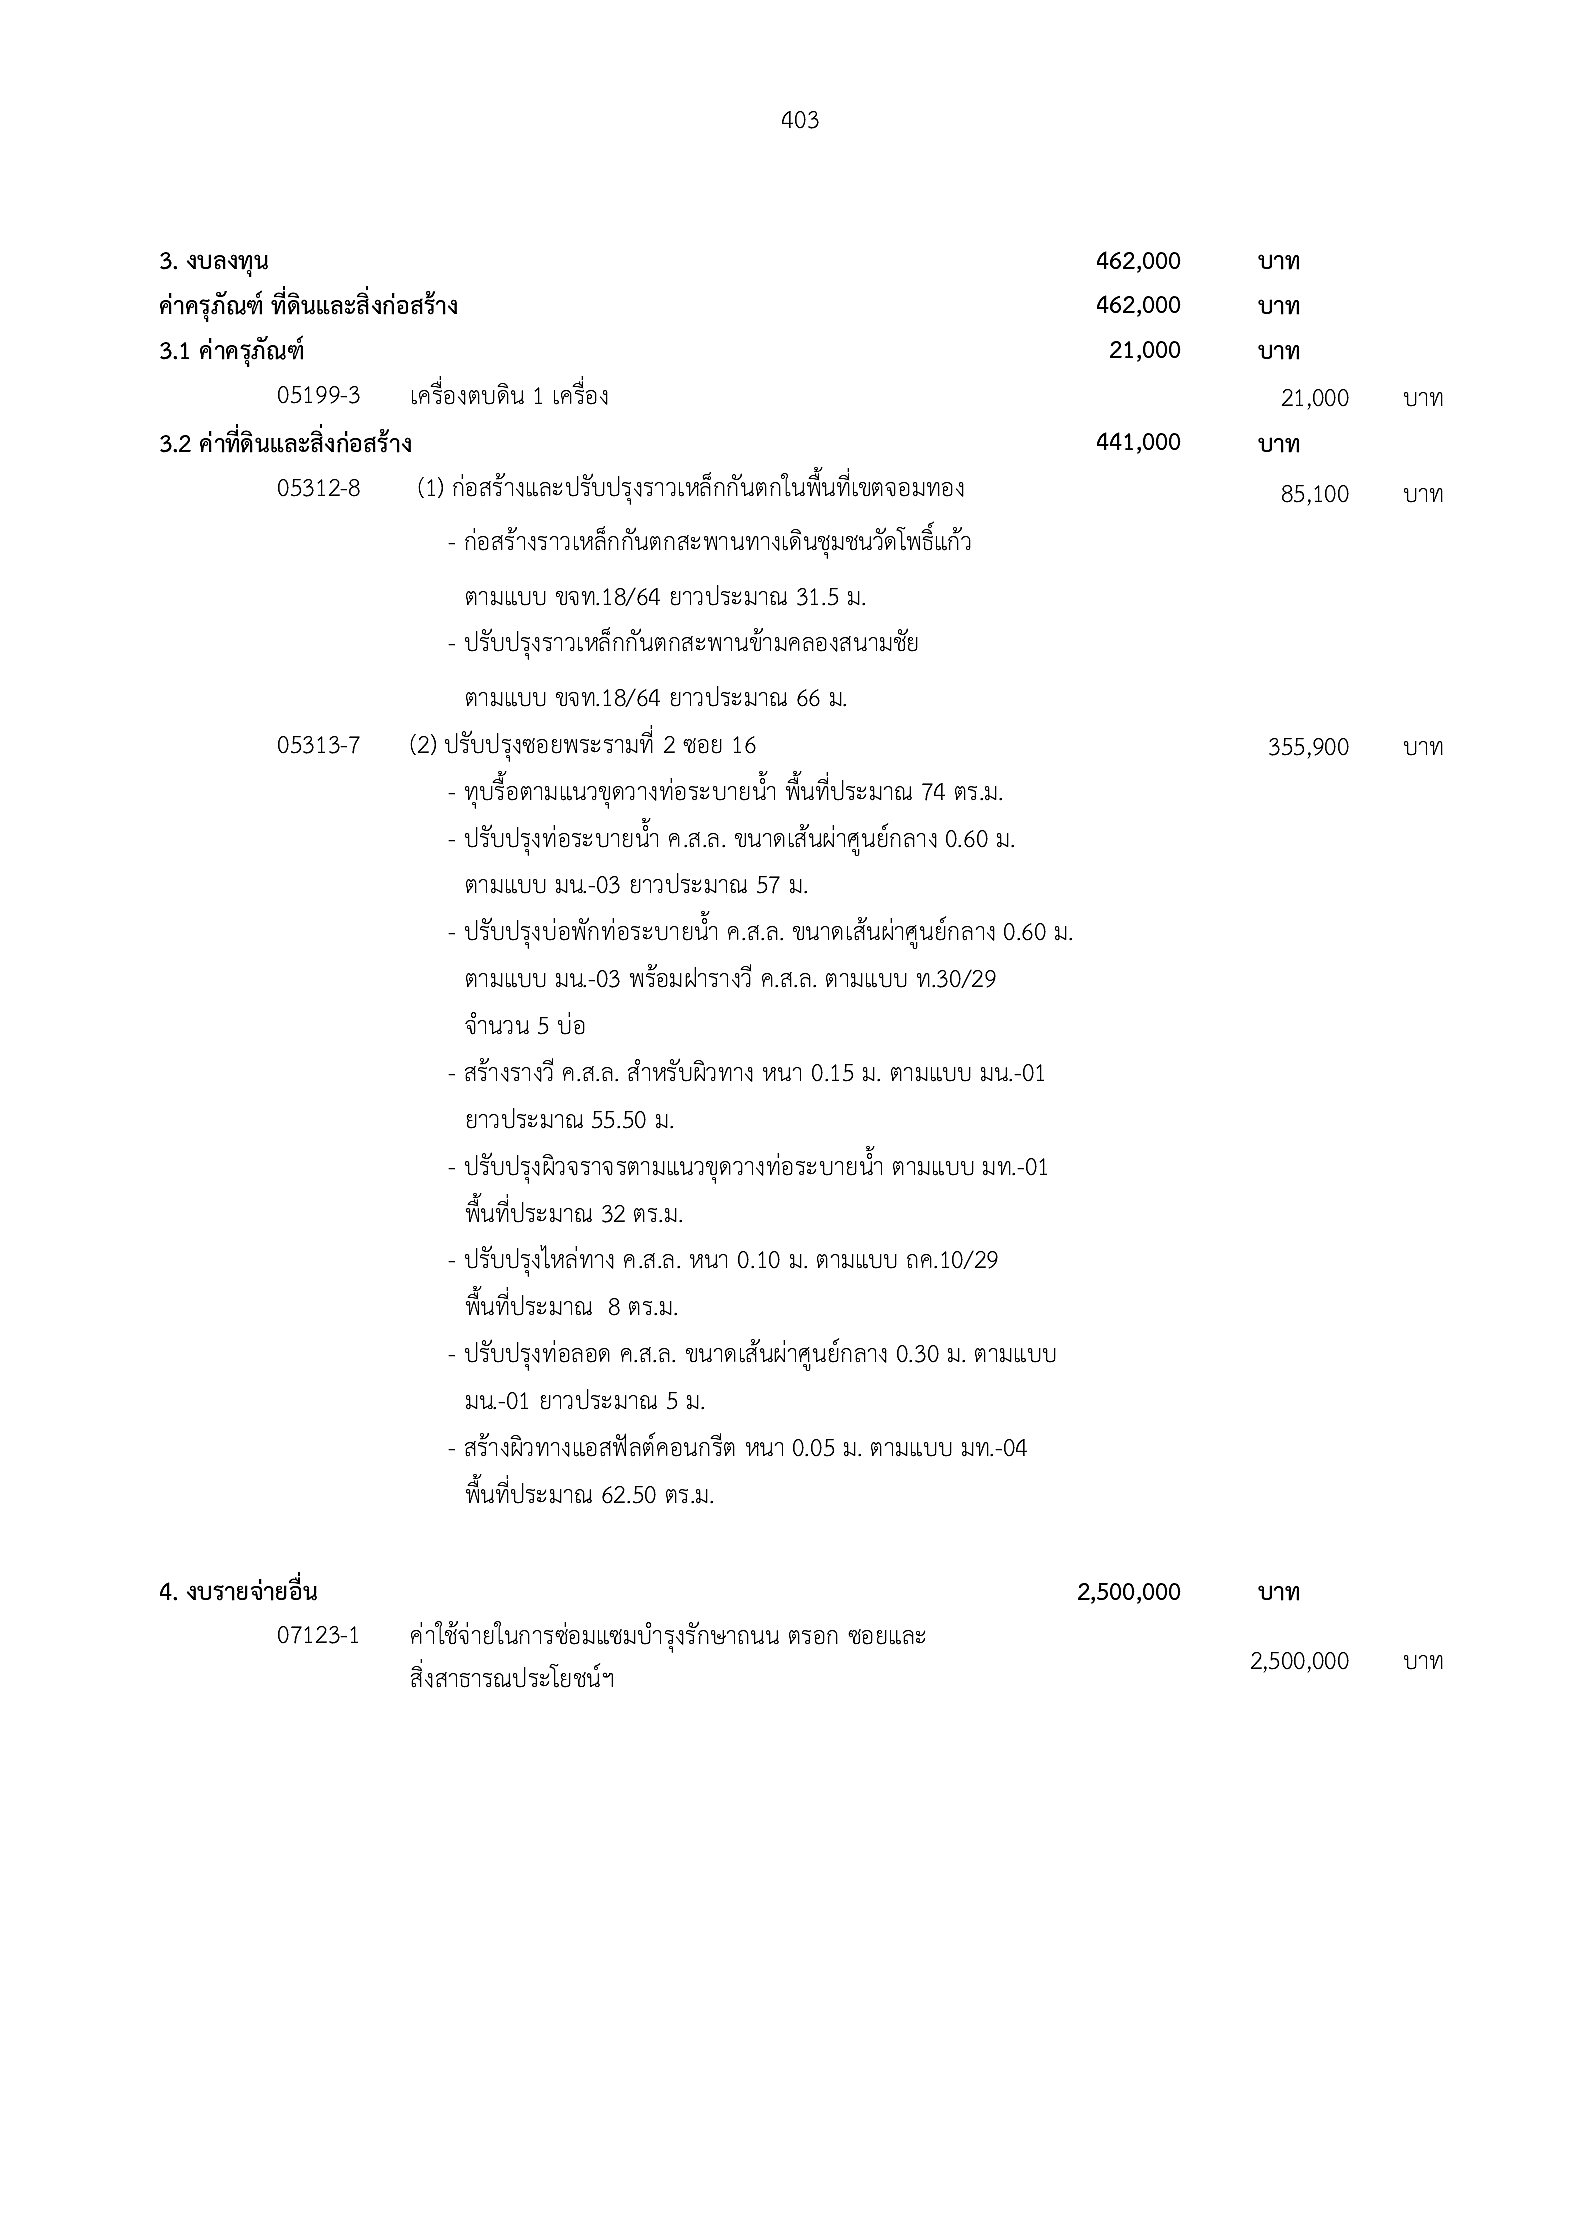 403
3. งบลงทุน 462,000 บาท
ค่าครุภัณฑ์ ที่ดินและสิ่งก่อสร้าง 462,000 บาท
3.1 ค่าครุภัณฑ์ 21,000 บาท
05199-3 เครื่องตบดิน 1 เครื่อง 21,000 บาท
3.2 ค่าที่ดินและสิ่งก่อสร้าง 441,000 บาท
05312-8 (1) ก่อสร้างและปรับปรุงราวเหล็กกันตกในพื้นที่เขตจอมทอง 85,100 บาท
- ก่อสร้างราวเหล็กกันตกสะพานทางเดินชุมชนวัดโพธิ์แก้ว
ตามแบบ ขจท.18/64 ยาวประมาณ 31.5 ม.
- ปรับปรุงราวเหล็กกันตกสะพานข้ามคลองสนามชัย
ตามแบบ ขจท.18/64 ยาวประมาณ 66 ม.
05313-7 (2) ปรับปรุงซอยพระรามที่ 2 ซอย 16 355,900 บาท
- ทุบรื้อตามแนวขุดวางท่อระบายน้ำ พื้นที่ประมาณ 74 ตร.ม.
- ปรับปรุงท่อระบายน้ำ ค.ส.ล. ขนาดเส้นผ่าศูนย์กลาง 0.60 ม.
ตามแบบ มน.-03 ยาวประมาณ 57 ม.
- ปรับปรุงบ่อพักท่อระบายน้ำ ค.ส.ล. ขนาดเส้นผ่าศูนย์กลาง 0.60 ม.
ตามแบบ มน.-03 พร้อมฝารางวี ค.ส.ล. ตามแบบ ท.30/29
จำนวน 5 บ่อ
- สร้างรางวี ค.ส.ล. สำหรับผิวทาง หนา 0.15 ม. ตามแบบ มน.-01
ยาวประมาณ 55.50 ม.
- ปรับปรุงผิวจราจรตามแนวขุดวางท่อระบายน้ำ ตามแบบ มท.-01
พื้นที่ประมาณ 32 ตร.ม.
- ปรับปรุงไหล่ทาง ค.ส.ล. หนา 0.10 ม. ตามแบบ ถค.10/29
พื้นที่ประมาณ 8 ตร.ม.
- ปรับปรุงท่อลอด ค.ส.ล. ขนาดเส้นผ่าศูนย์กลาง 0.30 ม. ตามแบบ
มน.-01 ยาวประมาณ 5 ม.
- สร้างผิวทางแอสฟัลต์คอนกรีต หนา 0.05 ม. ตามแบบ มท.-04
พื้นที่ประมาณ 62.50 ตร.ม.
4. งบรายจ่ายอื่น 2,500,000 บาท
07123-1 ค่าใช้จ่ายในการซ่อมแซมบำรุงรักษาถนน ตรอก ซอยและ
สิ่งสาธารณประโยชน์ฯ 2,500,000 บาท